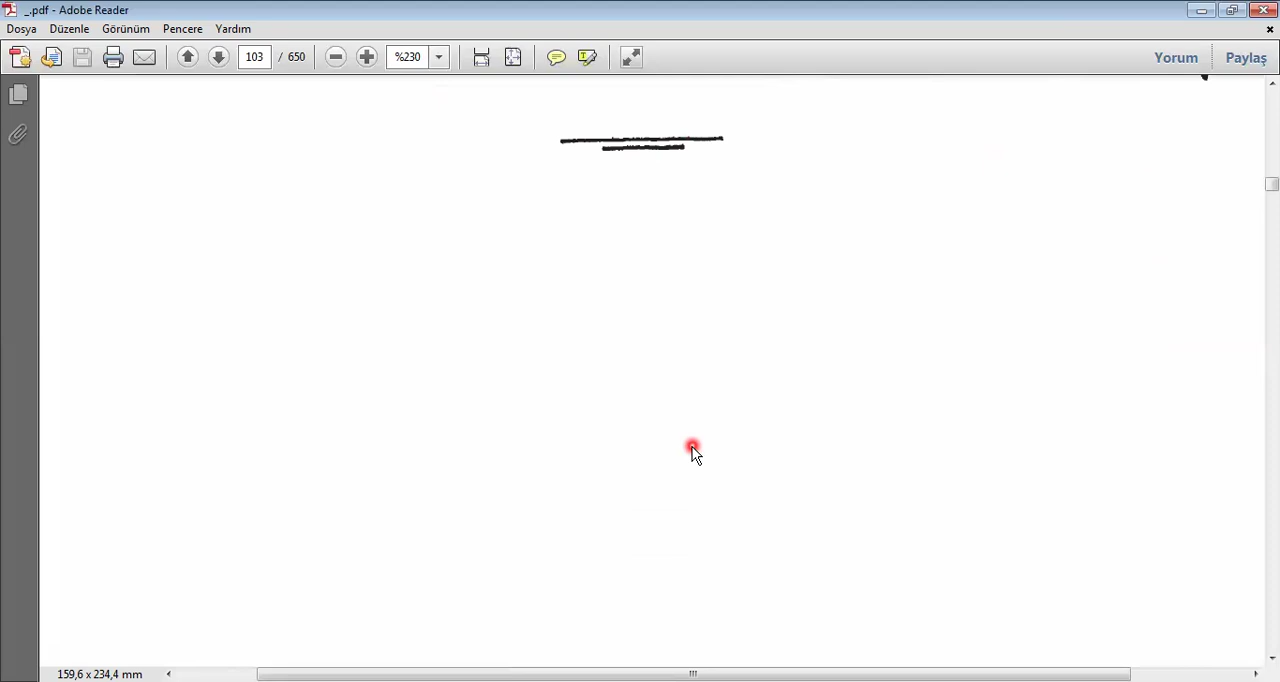 _.pdf - Adobe Reader
Dosya Düzenle Görünüm Pencere Yardım
103 / 650 %230 Yorum Paylaş
159,6 x 234,4 mm